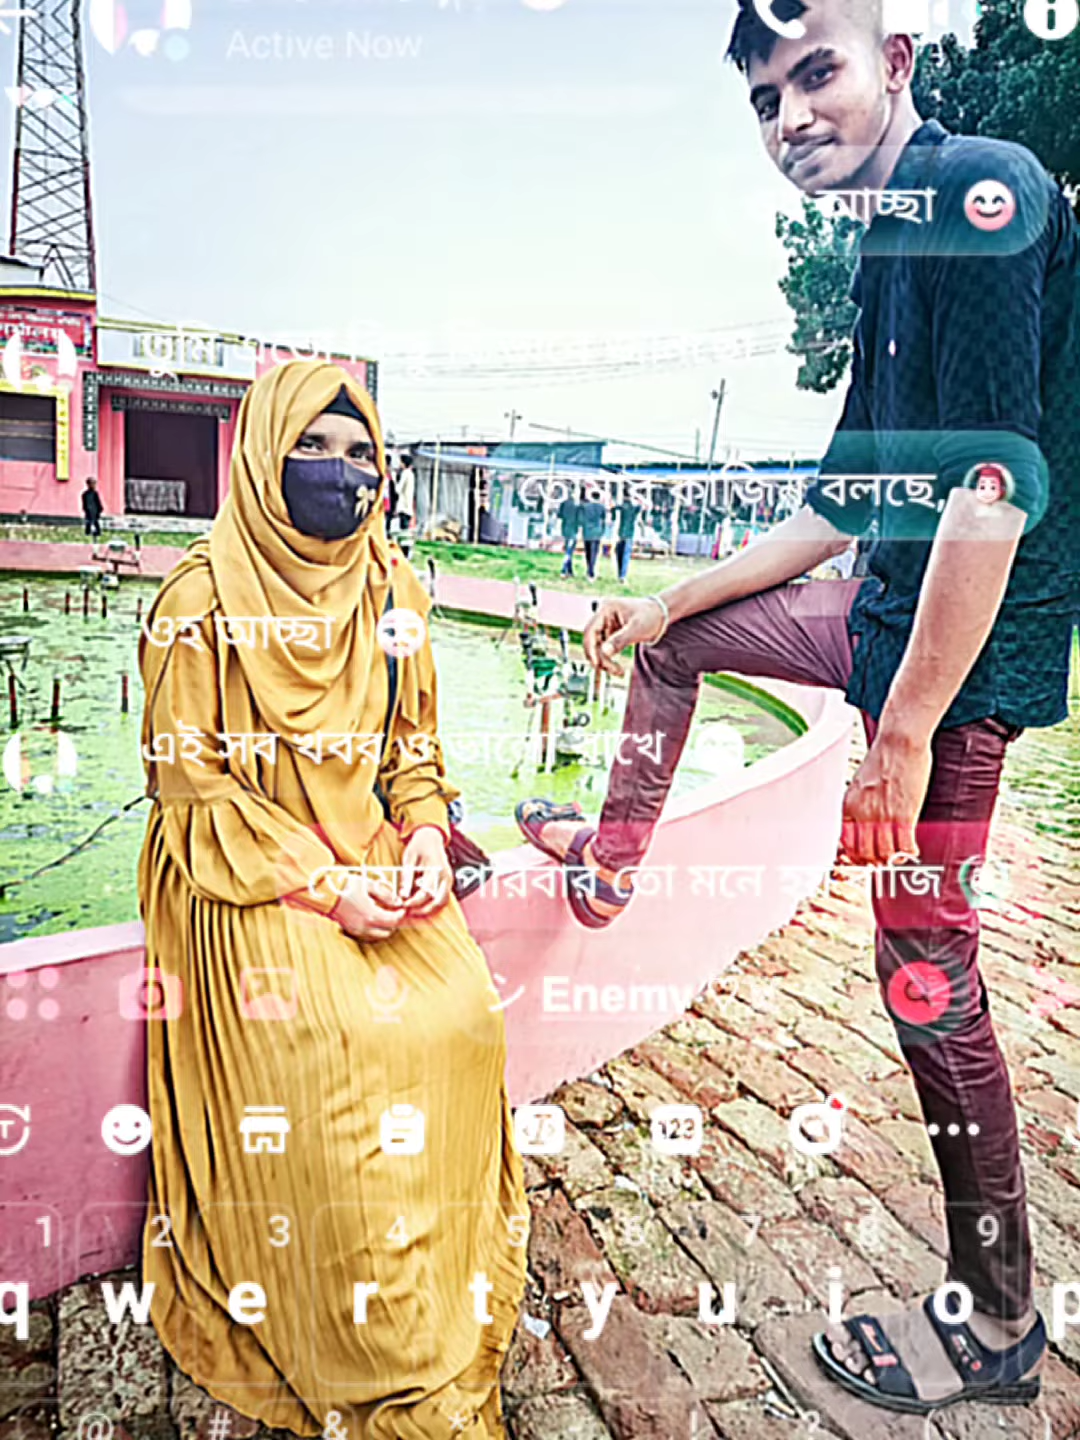 Active Now
আচ্ছা
তুমি এতো
তোমার কাজিন বলছে,
ওহ আচ্ছা
এই সব খবর ও ভালো রাখে
তোমার পরিবার তো মনে হয় রাজি
Enemy
1 2 3 4 5 6 7 8 9
q w e r t y u i o p
@ # & * - ! ? ( )